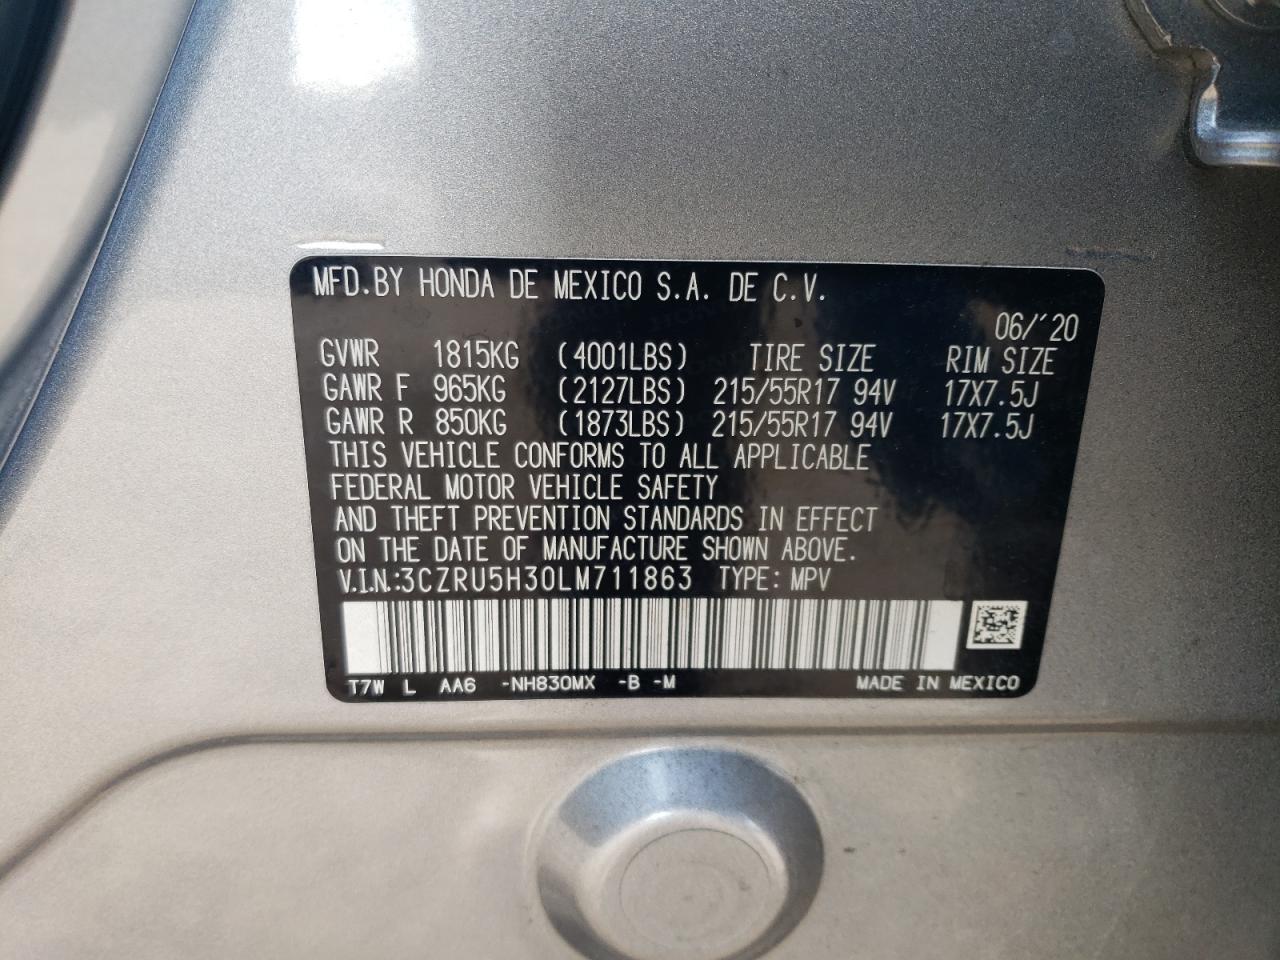 MFD.BY HONDA DE MEXICO S.A. DE C.V.
06/'20
GVWR 1815KG (4001LBS) TIRE SIZE RIM SIZE
GAWR F 965KG (2127LBS) 215/55R17 94V 17X7.5J
GAWR R 850KG (1873LBS) 215/55R17 94V 17X7.5J
THIS VEHICLE CONFORMS TO ALL APPLICABLE
FEDERAL MOTOR VEHICLE SAFETY
AND THEFT PREVENTION STANDARDS IN EFFECT
ON THE DATE OF MANUFACTURE SHOWN ABOVE.
V.I.N.:3CZRU5H30LM711863 TYPE: MPV
T7W L AA6 -NH830MX -B -M MADE IN MEXICO